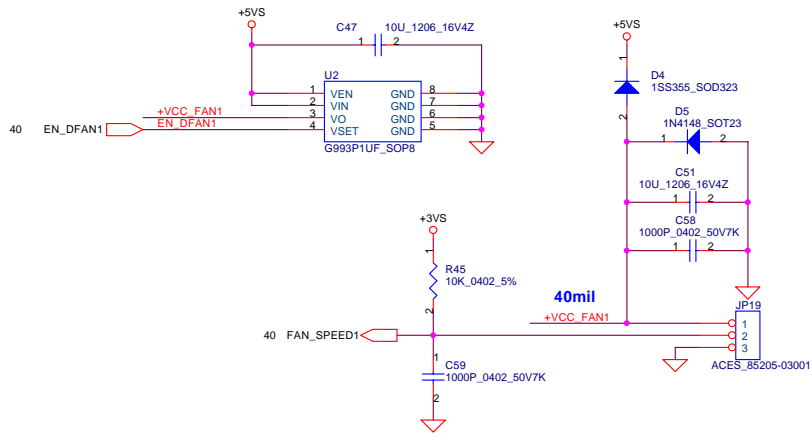 +5VS
C47
10U_1206_16V4Z
1
2
U2
1 VEN GND 8
2 VIN GND 7
3 VO GND 6
4 VSET GND 5
G993P1UF_SOP8
+VCC_FAN1
40 EN_DFAN1
EN_DFAN1
+5VS
1
D4
1SS355_SOD323
2
D5
1N4148_SOT23
1
2
C51
10U_1206_16V4Z
1
2
C58
1000P_0402_50V7K
1
2
+3VS
1
R45
10K_0402_5%
2
40mil
+VCC_FAN1
JP19
1
2
3
ACES_85205-03001
40 FAN_SPEED1
1
C59
1000P_0402_50V7K
2